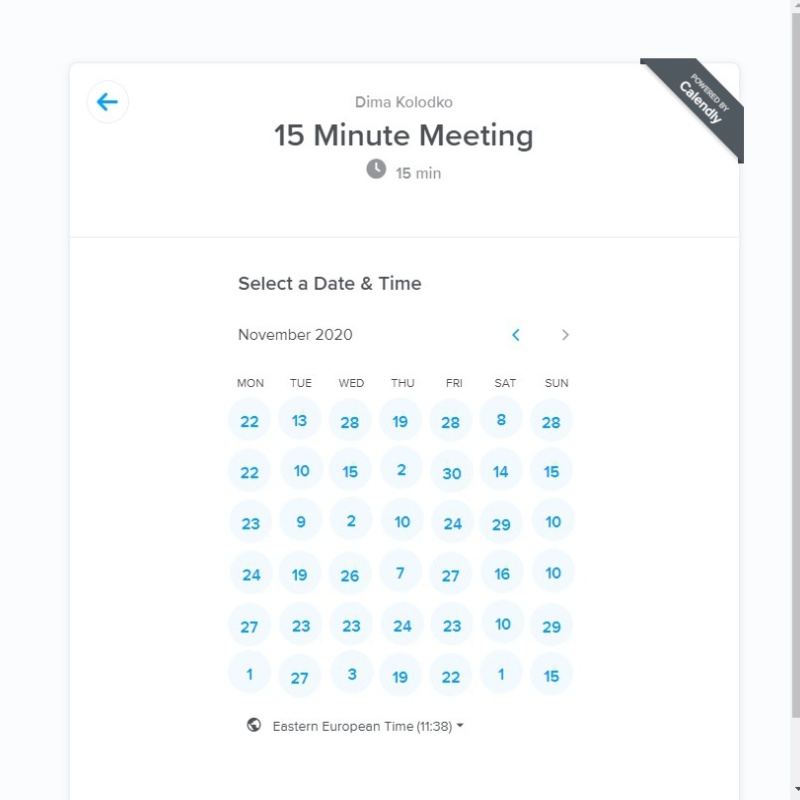 Dima Kolodko
POWERED BY
Calendly
15 Minute Meeting
15 min
Select a Date & Time
November 2020
MON TUE WED THU FRI SAT SUN
22 13 28 19 28 8 28
22 10 15 2 30 14 15
23 9 2 10 24 29 10
24 19 26 7 27 16 10
27 23 23 24 23 10 29
1 27 3 19 22 1 15
Eastern European Time (11:38)